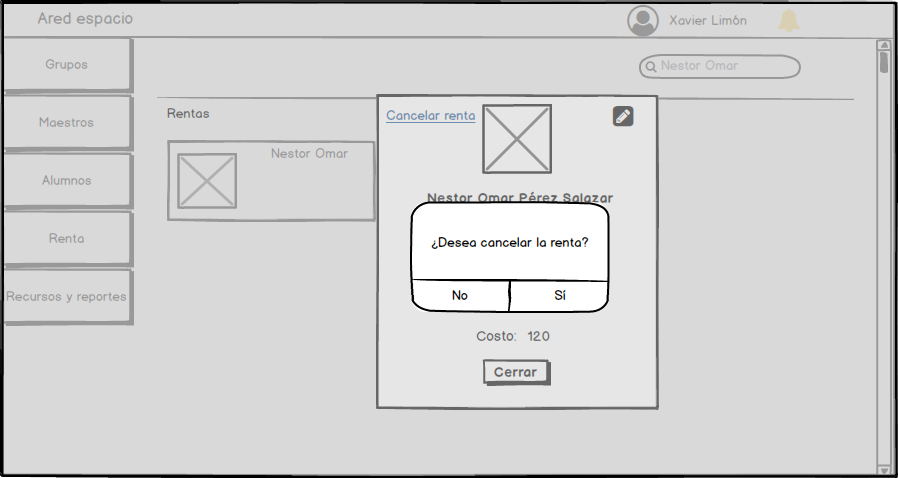 Ared espacio
Xavier Limón
Grupos
Maestros
Alumnos
Renta
Recursos y reportes
Nestor Omar
Rentas
Nestor Omar
Cancelar renta
Nestor Omar Pérez Salazar
¿Desea cancelar la renta?
No
Sí
Costo: 120
Cerrar